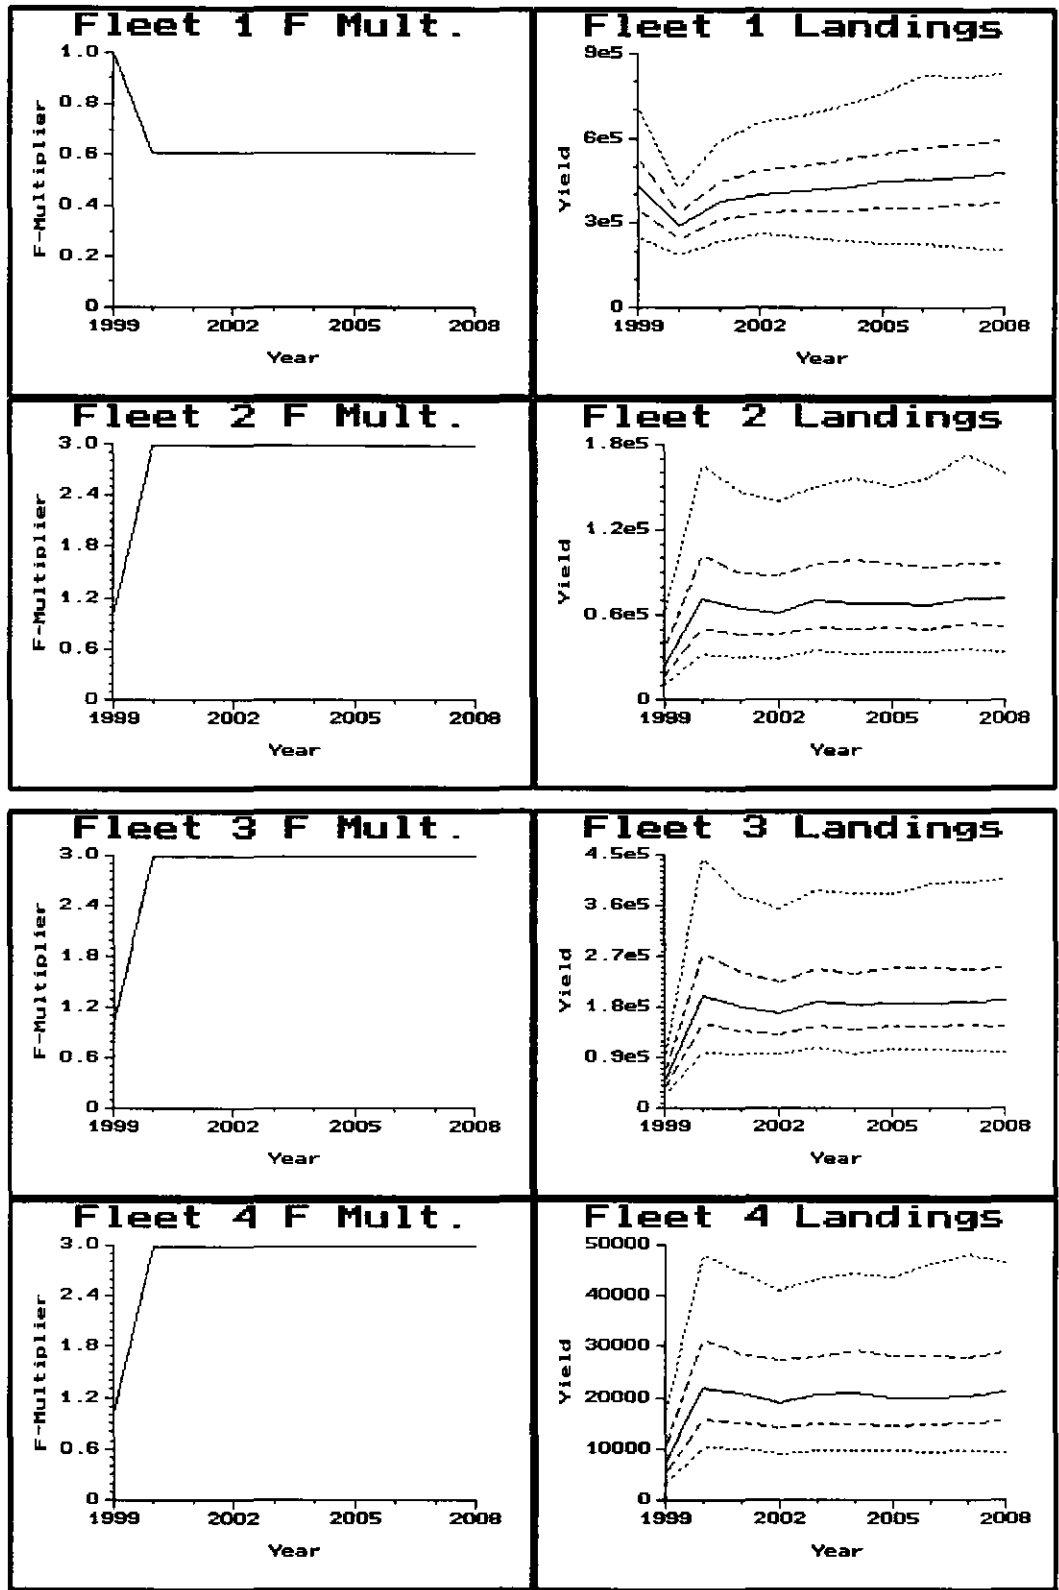 Fleet 1 F Mult.
1.0
0.8
0.6
0.4
0.2
0
F-Multiplier
1999 2002 2005 2008
Year
Fleet 1 Landings
9e5
6e5
3e5
0
Yield
1999 2002 2005 2008
Year
Fleet 2 F Mult.
3.0
2.4
1.8
1.2
0.6
0
F-Multiplier
1999 2002 2005 2008
Year
Fleet 2 Landings
1.8e5
1.2e5
0.6e5
0
Yield
1999 2002 2005 2008
Year
Fleet 3 F Mult.
3.0
2.4
1.8
1.2
0.6
0
F-Multiplier
1999 2002 2005 2008
Year
Fleet 3 Landings
4.5e5
3.6e5
2.7e5
1.8e5
0.9e5
0
Yield
1999 2002 2005 2008
Year
Fleet 4 F Mult.
3.0
2.4
1.8
1.2
0.6
0
F-Multiplier
1999 2002 2005 2008
Year
Fleet 4 Landings
50000
40000
30000
20000
10000
0
Yield
1999 2002 2005 2008
Year